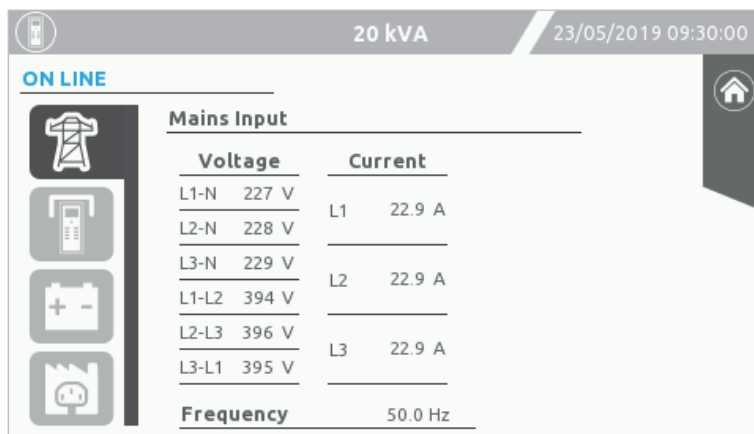 20 kVA 23/05/2019 09:30:00
ON LINE
Mains Input
Voltage Current
L1-N 227 V
L1 22.9 A
L2-N 228 V
L3-N 229 V
L2 22.9 A
L1-L2 394 V
L2-L3 396 V
L3 22.9 A
L3-L1 395 V
Frequency 50.0 Hz